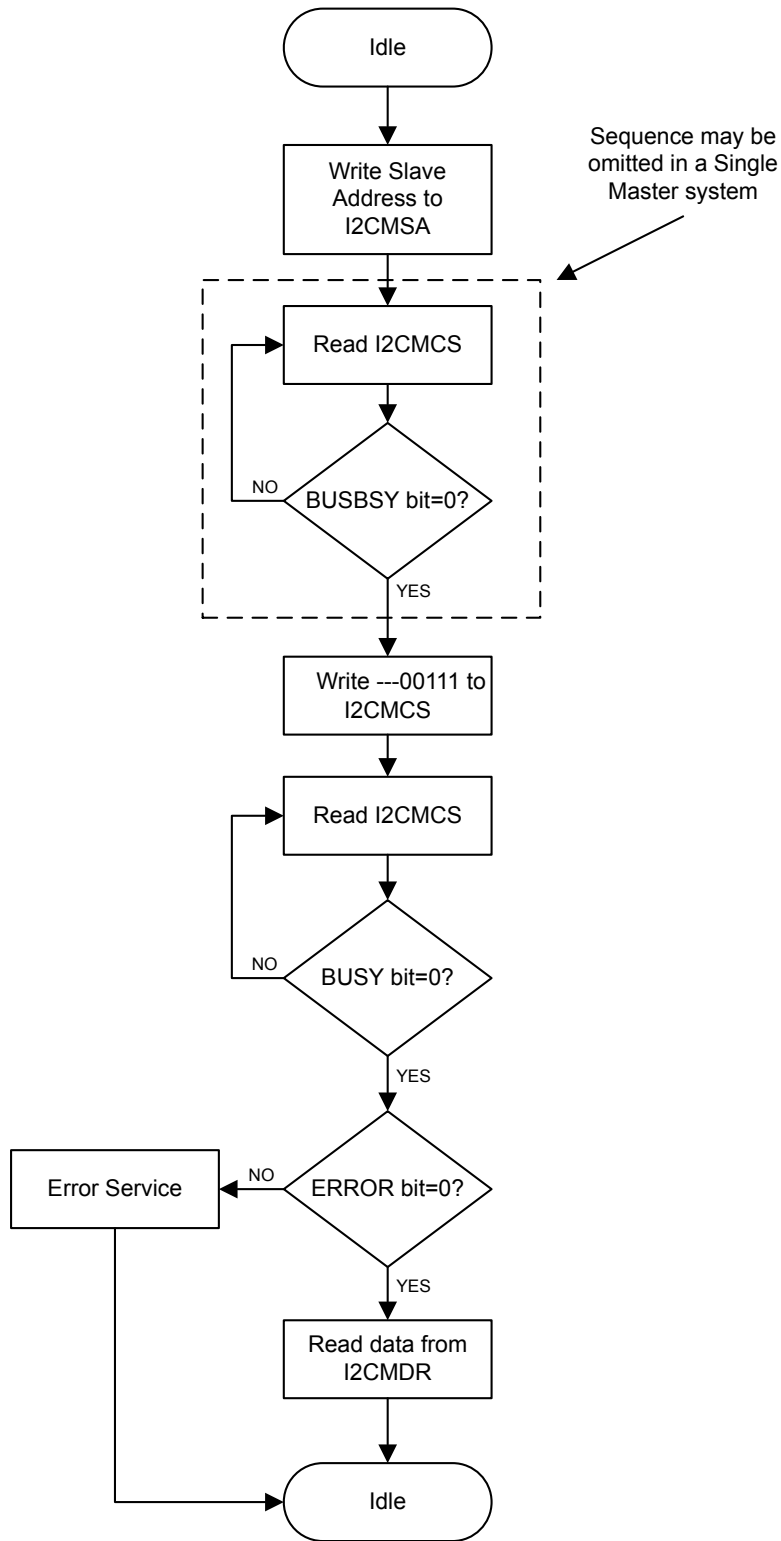 Idle
Sequence may be
omitted in a Single
Master system
Write Slave
Address to
I2CMSA
Read I2CMCS
BUSBSY bit=0?
NO
YES
Write ---00111 to
I2CMCS
Read I2CMCS
BUSY bit=0?
NO
YES
ERROR bit=0?
NO
Error Service
YES
Read data from
I2CMDR
Idle